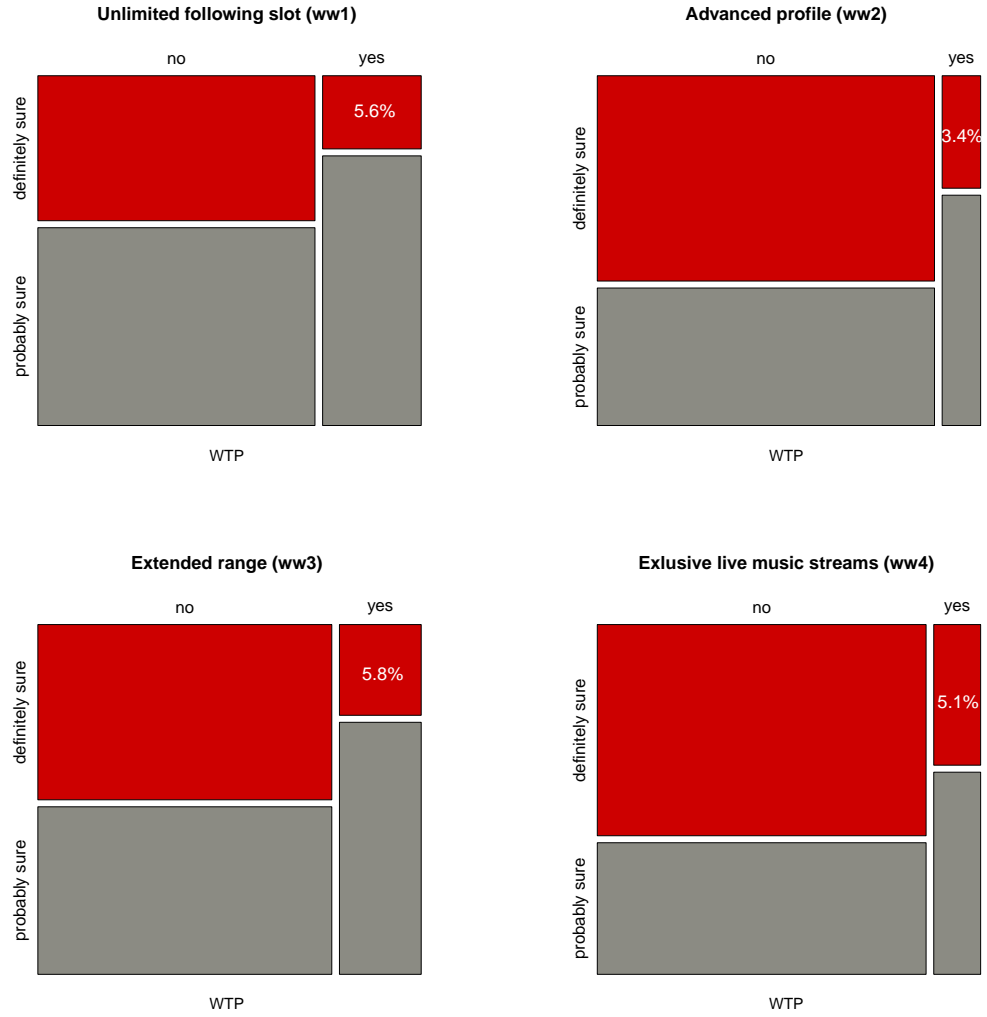 Unlimited following slot (ww1)
no
yes
definitely sure
5.6%
probably sure
WTP
Advanced profile (ww2)
no
yes
definitely sure
3.4%
probably sure
WTP
Extended range (ww3)
no
yes
definitely sure
5.8%
probably sure
WTP
Exlusive live music streams (ww4)
no
yes
definitely sure
5.1%
probably sure
WTP